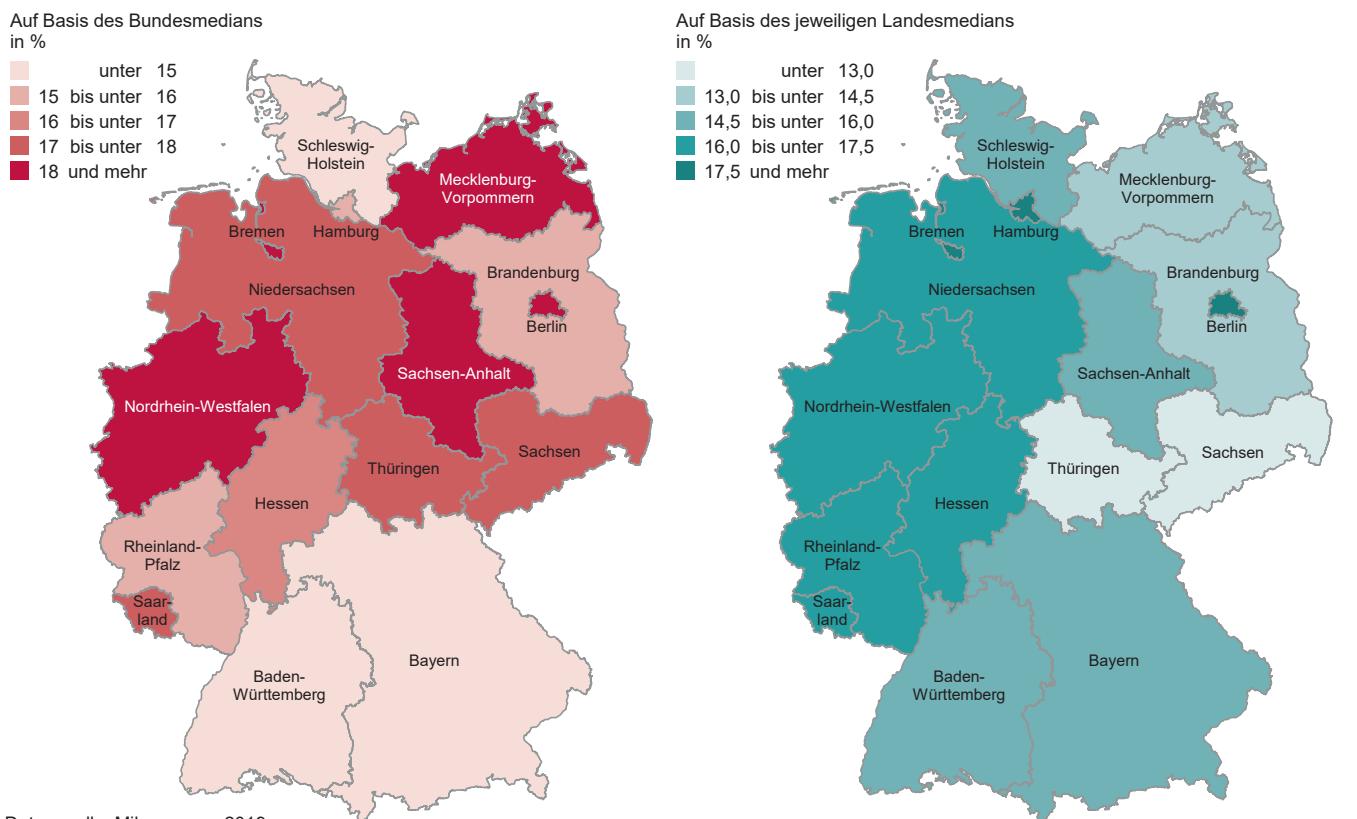 Auf Basis des Bundesmedians
in %
unter 15
15 bis unter 16
16 bis unter 17
17 bis unter 18
18 und mehr
Schleswig-
Holstein
Mecklenburg-
Vorpommern
Bremen
Hamburg
Brandenburg
Niedersachsen
Berlin
Sachsen-Anhalt
Nordrhein-Westfalen
Sachsen
Thüringen
Hessen
Rheinland-
Pfalz
Saar-
land
Bayern
Baden-
Württemberg
Auf Basis des jeweiligen Landesmedians
in %
unter 13,0
13,0 bis unter 14,5
14,5 bis unter 16,0
16,0 bis unter 17,5
17,5 und mehr
Schleswig-
Holstein
Mecklenburg-
Vorpommern
Bremen
Hamburg
Brandenburg
Niedersachsen
Berlin
Sachsen-Anhalt
Nordrhein-Westfalen
Sachsen
Thüringen
Hessen
Rheinland-
Pfalz
Saar-
land
Bayern
Baden-
Württemberg